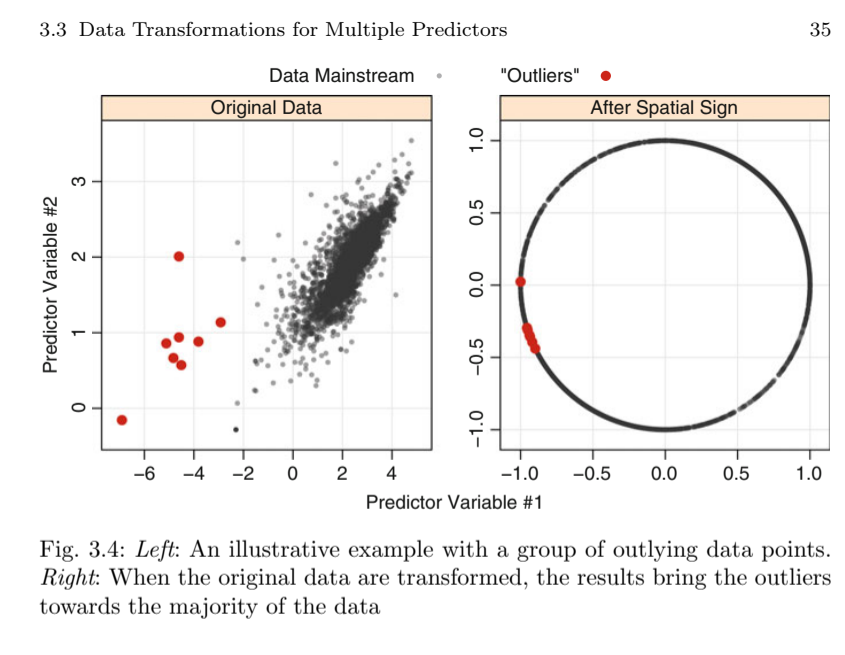 3.3 Data Transformations for Multiple Predictors 35
Data Mainstream "Outliers"
Original Data After Spatial Sign
Predictor Variable #2
3
2
1
0
−6 −4 −2 0 2 4
1.0
0.5
0.0
−0.5
−1.0
−1.0 −0.5 0.0 0.5 1.0
Predictor Variable #1
Fig. 3.4: Left: An illustrative example with a group of outlying data points.
Right: When the original data are transformed, the results bring the outliers
towards the majority of the data